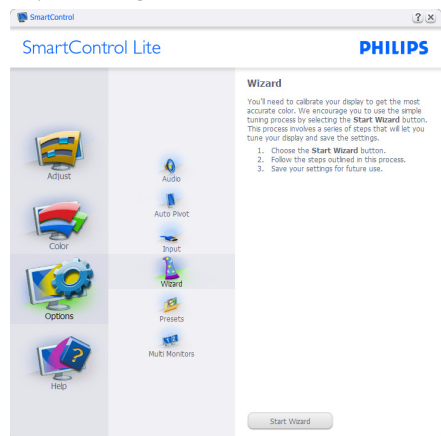 SmartControl
? ×
SmartControl Lite
PHILIPS
Adjust
Color
Options
Help
Audio
Auto Pivot
Input
Wizard
Presets
Multi Monitors
Wizard
You'll need to calibrate your display to get the most
accurate color. We encourage you to use the simple
tuning process by selecting the Start Wizard button.
This process involves a series of steps that will let you
tune your display and save the settings.
1. Choose the Start Wizard button.
2. Follow the steps outlined in this process.
3. Save your settings for future use.
Start Wizard